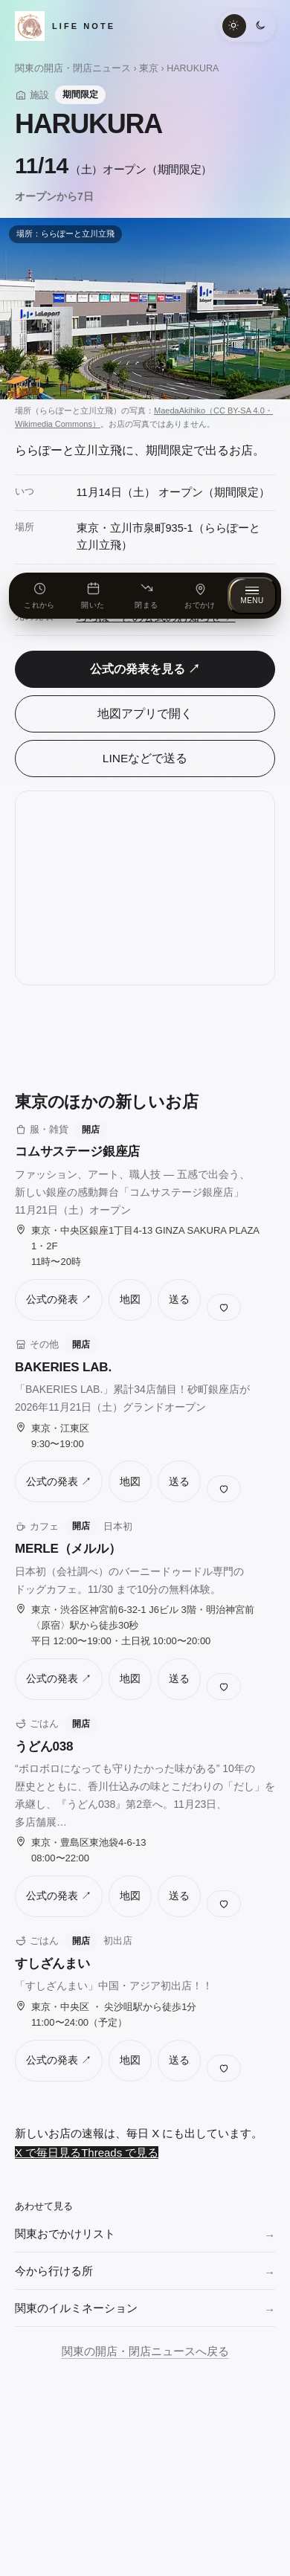 LIFE NOTE
関東の開店・閉店ニュース › 東京 › HARUKURA
施設 期間限定
HARUKURA
11/14（土）オープン（期間限定）
オープンから7日
場所：ららぽーと立川立飛
LaLaport
LaLaport
場所（ららぽーと立川立飛）の写真：MaedaAkihiko（CC BY-SA 4.0・
Wikimedia Commons）。お店の写真ではありません。
ららぽーと立川立飛に、期間限定で出るお店。
いつ 11月14日（土） オープン（期間限定）
場所 東京・立川市泉町935-1（ららぽーと
立川立飛）
これから 開いた 閉まる おでかけ MENU
公式の発表を見る ↗
地図アプリで開く
LINEなどで送る
東京のほかの新しいお店
服・雑貨 開店
コムサステージ銀座店
ファッション、アート、職人技 — 五感で出会う、
新しい銀座の感動舞台「コムサステージ銀座店」
11月21日（土）オープン
東京・中央区銀座1丁目4-13 GINZA SAKURA PLAZA
1・2F
11時〜20時
公式の発表 ↗ 地図 送る
その他 開店
BAKERIES LAB.
「BAKERIES LAB.」累計34店舗目！砂町銀座店が
2026年11月21日（土）グランドオープン
東京・江東区
9:30〜19:00
公式の発表 ↗ 地図 送る
カフェ 開店 日本初
MERLE（メルル）
日本初（会社調べ）のバーニードゥードル専門の
ドッグカフェ。11/30 まで10分の無料体験。
東京・渋谷区神宮前6-32-1 J6ビル 3階・明治神宮前
〈原宿〉駅から徒歩30秒
平日 12:00〜19:00・土日祝 10:00〜20:00
公式の発表 ↗ 地図 送る
ごはん 開店
うどん038
“ボロボロになっても守りたかった味がある” 10年の
歴史とともに、香川仕込みの味とこだわりの「だし」を
承継し、『うどん038』第2章へ。11月23日、
多店舗展…
東京・豊島区東池袋4-6-13
08:00〜22:00
公式の発表 ↗ 地図 送る
ごはん 開店 初出店
すしざんまい
「すしざんまい」中国・アジア初出店！！
東京・中央区 ・ 尖沙咀駅から徒歩1分
11:00〜24:00（予定）
公式の発表 ↗ 地図 送る
新しいお店の速報は、毎日 X にも出しています。
X で毎日見るThreads で見る
あわせて見る
関東おでかけリスト →
今から行ける所 →
関東のイルミネーション →
関東の開店・閉店ニュースへ戻る